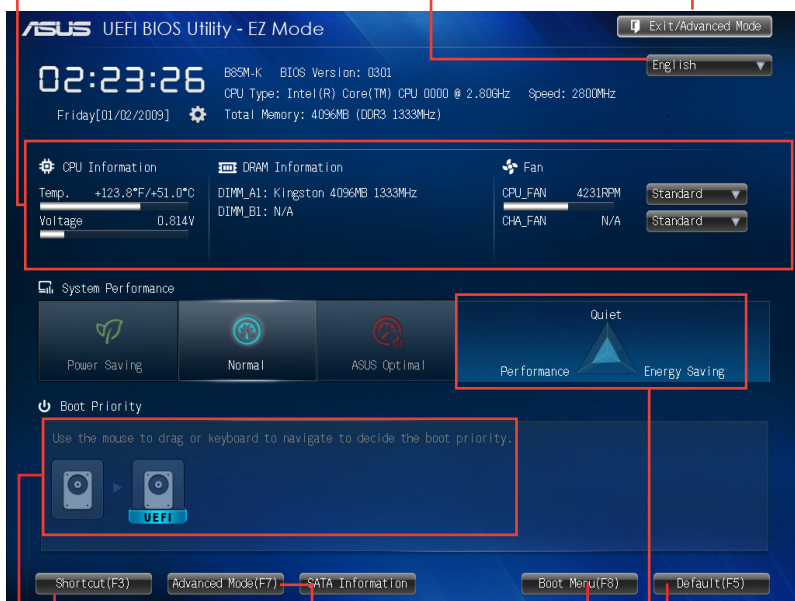 ASUS UEFI BIOS Utility - EZ Mode
Exit/Advanced Mode
English
02:23:26
Friday[01/02/2009]
B85M-K BIOS Version: 0301
CPU Type: Intel(R) Core(TM) CPU 0000 @ 2.80GHz Speed: 2800MHz
Total Memory: 4096MB (DDR3 1333MHz)
CPU Information
Temp. +123.8°F/+51.0°C
Voltage 0.814V
DRAM Information
DIMM_A1: Kingston 4096MB 1333MHz
DIMM_B1: N/A
Fan
CPU_FAN 4231RPM Standard
CHA_FAN N/A Standard
System Performance
Power Saving
Normal
ASUS Optimal
Quiet
Performance
Energy Saving
Boot Priority
Use the mouse to drag or keyboard to navigate to decide the boot priority.
UEFI
Shortcut(F3)
Advanced Mode(F7)
SATA Information
Boot Menu(F8)
Default(F5)